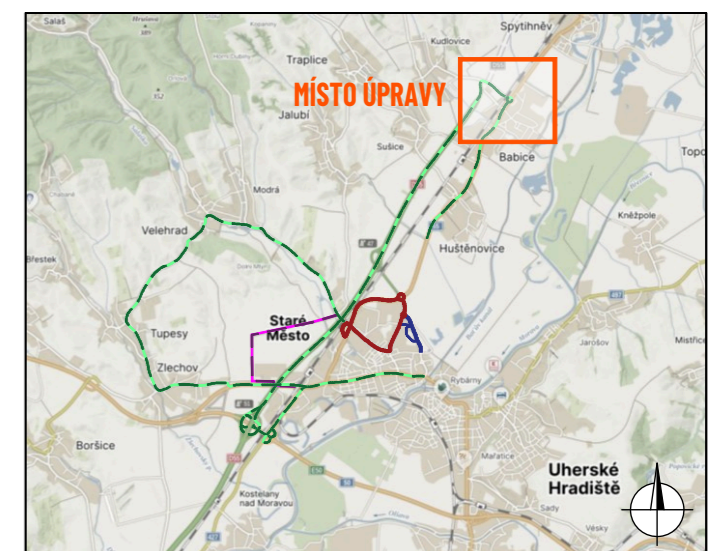 Salaš
Spytihněv
Kudlovice
Traplice
MÍSTO ÚPRAVY
Jalubí
Sušice
Babice
Topo
Modrá
Kněžpole
Velehrad
Břestek
Huštěnovice
Staré
Město
Tupesy
Jarošov
Mistřice
Zlechov
Rybárny
Boršice
Mařatice
Uherské
Hradiště
Kostelany
nad Moravou
Sady
Vésky